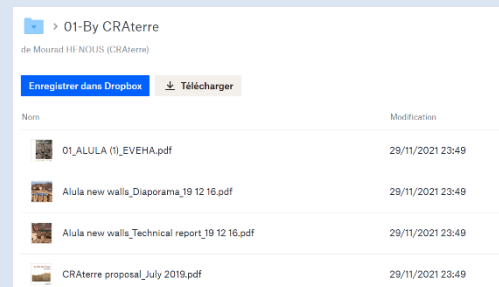 > 01-By CRAterre
de Mourad HENOUS (CRAterre)
Enregistrer dans Dropbox Télécharger
Nom Modification
01_ALULA (1)_EVEHA.pdf 29/11/2021 23:49
Alula new walls_Diaporama_19 12 16.pdf 29/11/2021 23:49
Alula new walls_Technical report_19 12 16.pdf 29/11/2021 23:49
CRAterre proposal_July 2019.pdf 29/11/2021 23:49